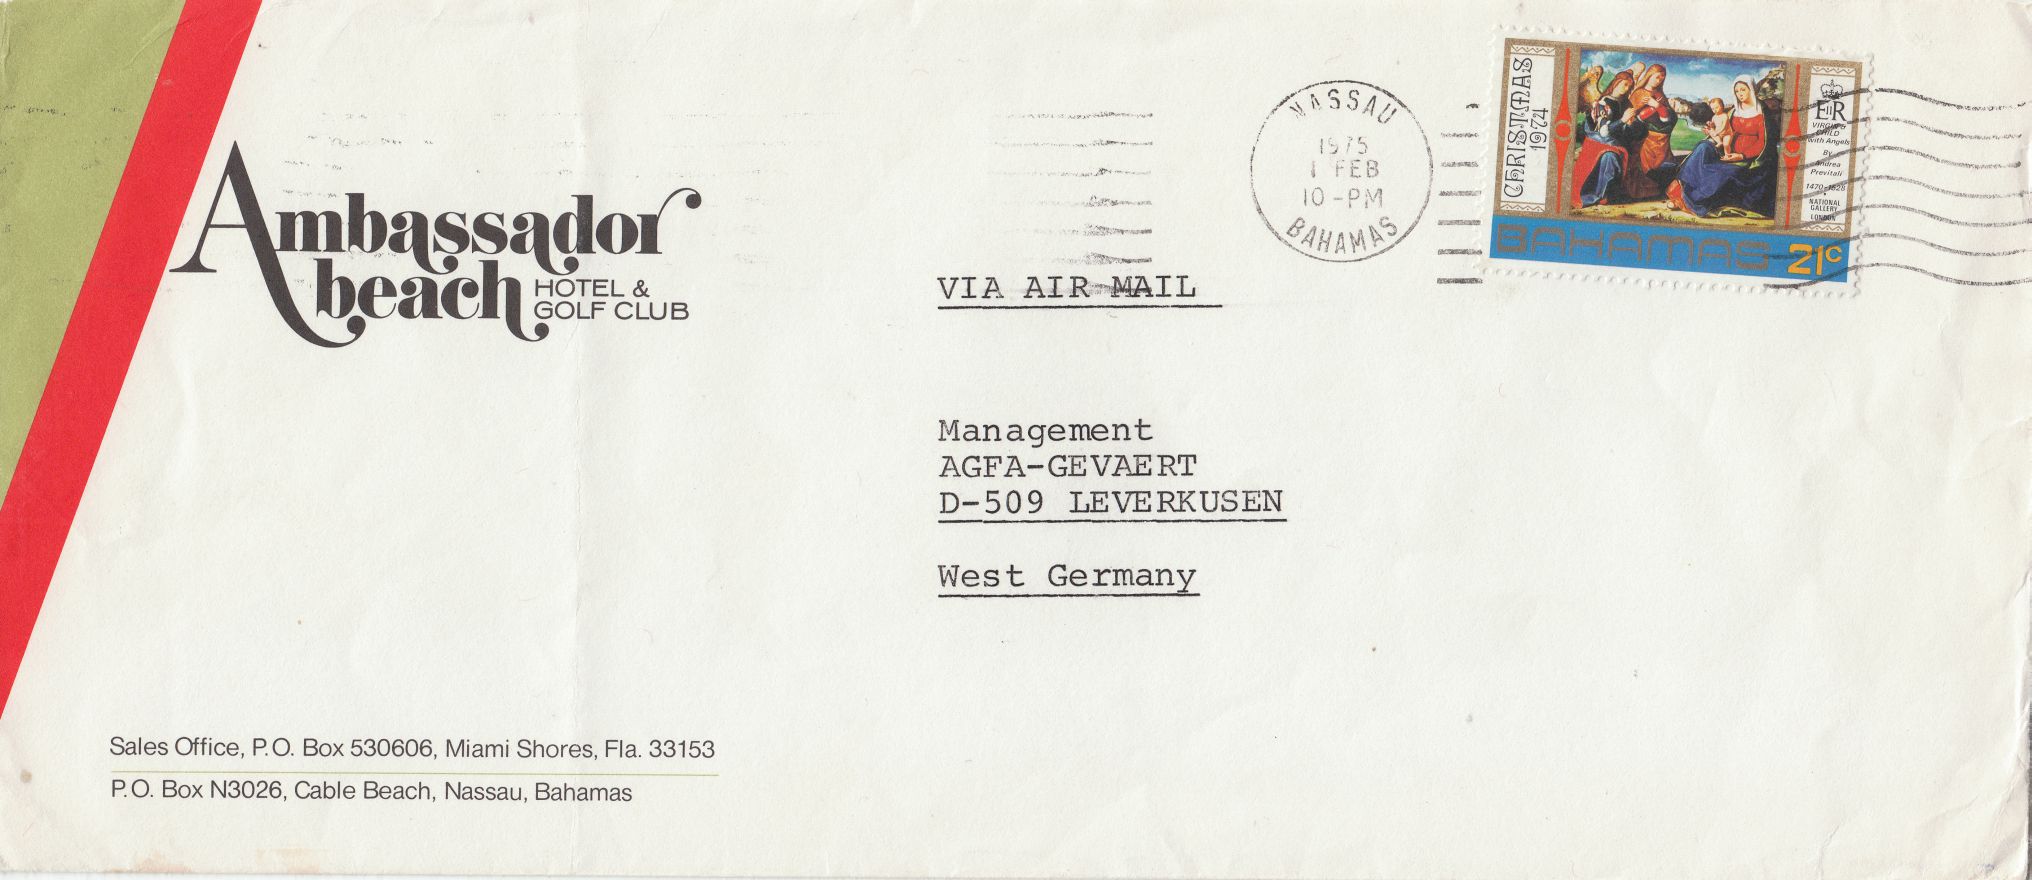 Ambassador
beach
HOTEL &
GOLF CLUB
NASSAU
1975
1 FEB
10-PM
BAHAMAS
CHRISTMAS
1974
EIIR
VIRGIN &
CHILD
with Angels
By
Andrea
Previtali
1470-1528
NATIONAL
GALLERY
LONDON
BAHAMAS 21c
VIA AIR MAIL
Management
AGFA-GEVAERT
D-509 LEVERKUSEN
West Germany
Sales Office, P.O. Box 530606, Miami Shores, Fla. 33153
P.O. Box N3026, Cable Beach, Nassau, Bahamas